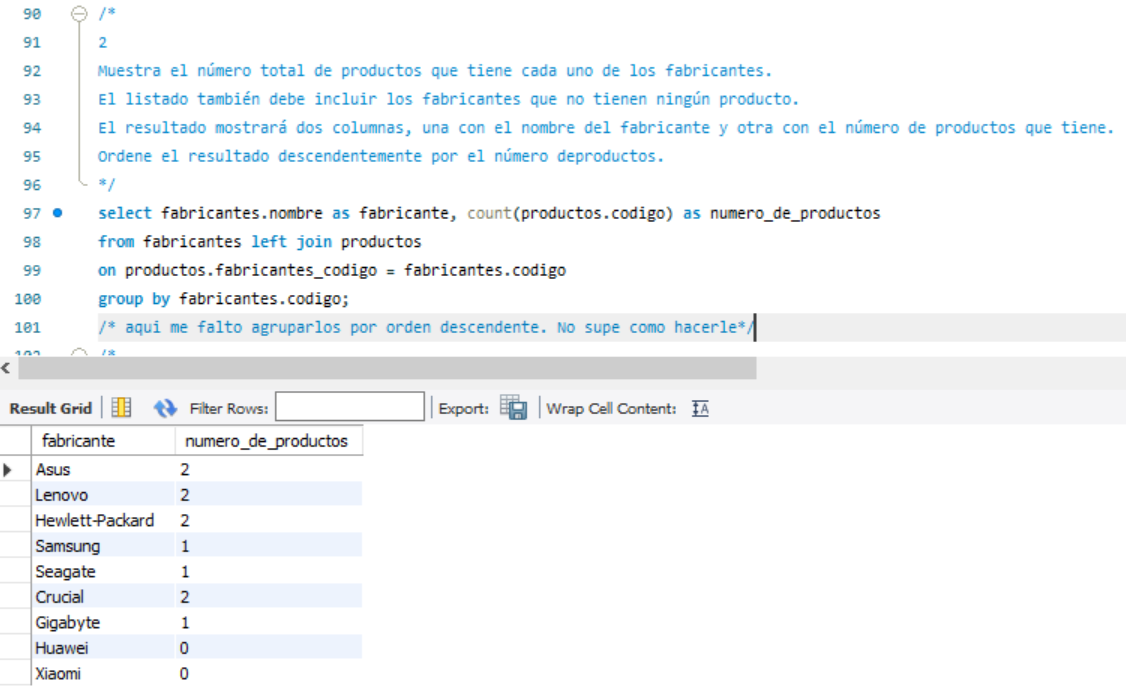 90 /*
91 2
92 Muestra el número total de productos que tiene cada uno de los fabricantes.
93 El listado también debe incluir los fabricantes que no tienen ningún producto.
94 El resultado mostrará dos columnas, una con el nombre del fabricante y otra con el número de productos que tiene.
95 Ordene el resultado descendentemente por el número deproductos.
96 */
97 select fabricantes.nombre as fabricante, count(productos.codigo) as numero_de_productos
98 from fabricantes left join productos
99 on productos.fabricantes_codigo = fabricantes.codigo
100 group by fabricantes.codigo;
101 /* aqui me falto agruparlos por orden descendente. No supe como hacerle*/
102 /*
Result Grid Filter Rows: Export: Wrap Cell Content:
fabricante numero_de_productos
Asus 2
Lenovo 2
Hewlett-Packard 2
Samsung 1
Seagate 1
Crucial 2
Gigabyte 1
Huawei 0
Xiaomi 0